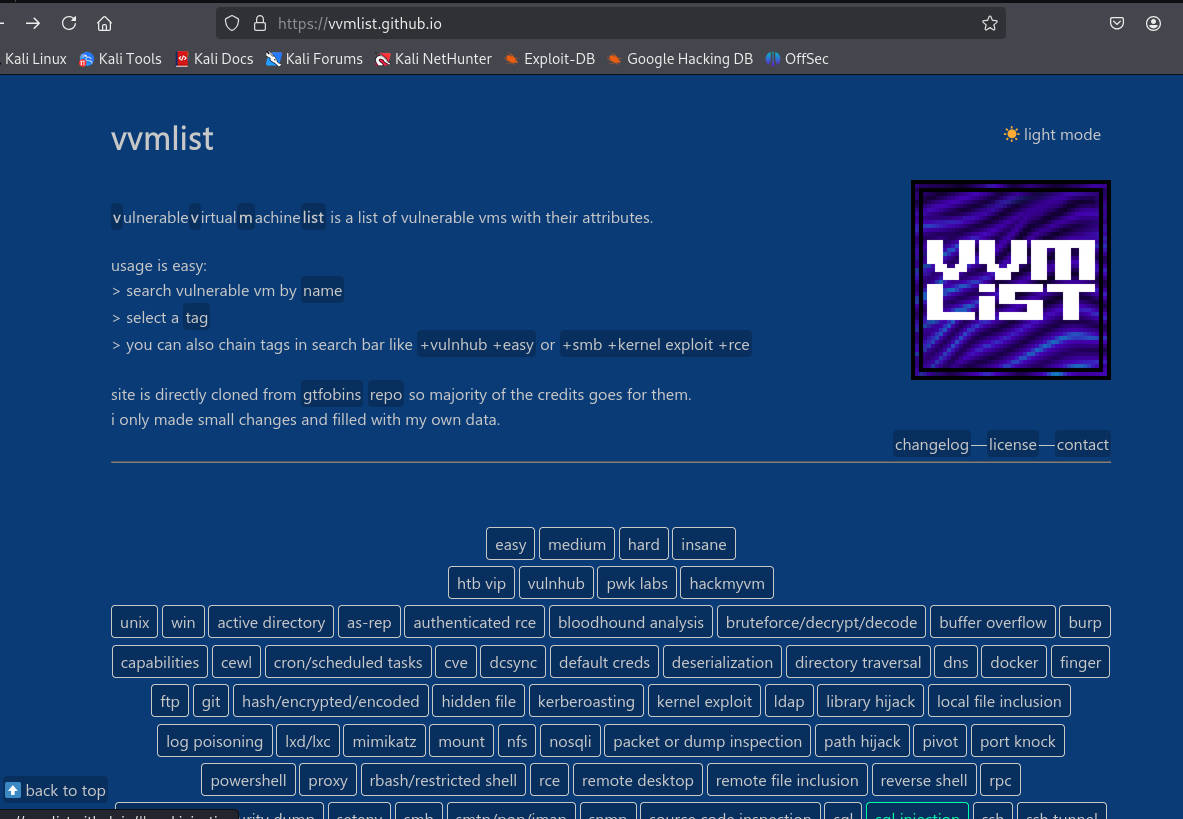 https://vvmlist.github.io
Kali Linux Kali Tools Kali Docs Kali Forums Kali NetHunter Exploit-DB Google Hacking DB OffSec
vvmlist
light mode
vulnerable virtual machine list is a list of vulnerable vms with their attributes.
VVM
LiST
usage is easy:
> search vulnerable vm by name
> select a tag
> you can also chain tags in search bar like +vulnhub +easy or +smb +kernel exploit +rce
site is directly cloned from gtfobins repo so majority of the credits goes for them.
i only made small changes and filled with my own data.
changelog—license—contact
easy medium hard insane
htb vip vulnhub pwk labs hackmyvm
unix win active directory as-rep authenticated rce bloodhound analysis bruteforce/decrypt/decode buffer overflow burp
capabilities cewl cron/scheduled tasks cve dcsync default creds deserialization directory traversal dns docker finger
ftp git hash/encrypted/encoded hidden file kerberoasting kernel exploit ldap library hijack local file inclusion
log poisoning lxd/lxc mimikatz mount nfs nosqli packet or dump inspection path hijack pivot port knock
powershell proxy rbash/restricted shell rce remote desktop remote file inclusion reverse shell rpc
back to top
dump setenv smb smtp/pop/imap snmp source code inspection sql sql injection ssh ssh tunnel